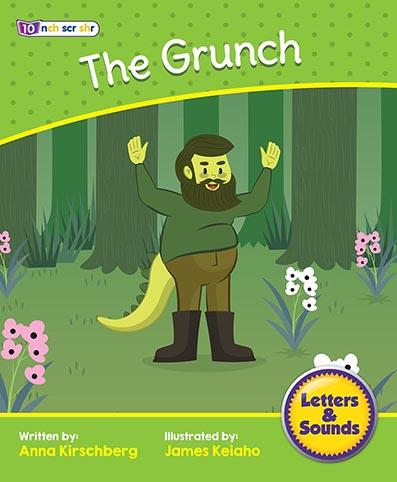 10 nch scr shr
The Grunch
Letters
&
Sounds
Written by:
Anna Kirschberg
Illustrated by:
James Keiaho